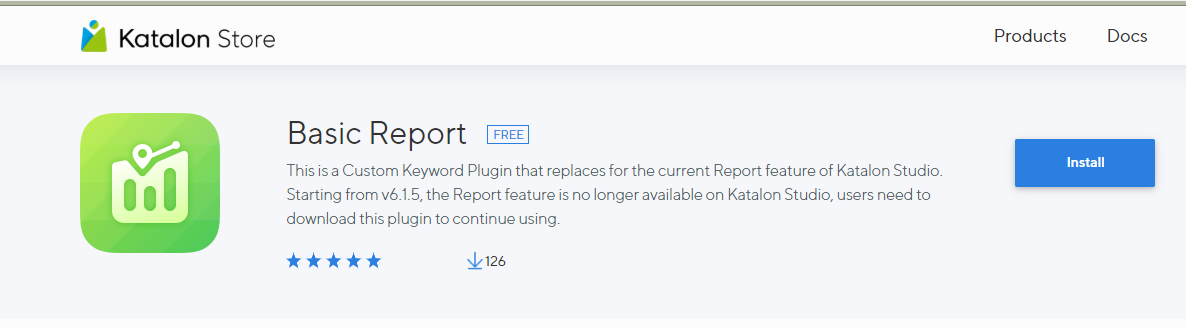 Katalon Store
Products
Docs
Basic Report
FREE
This is a Custom Keyword Plugin that replaces for the current Report feature of Katalon Studio.
Starting from v6.1.5, the Report feature is no longer available on Katalon Studio, users need to
download this plugin to continue using.
Install
126